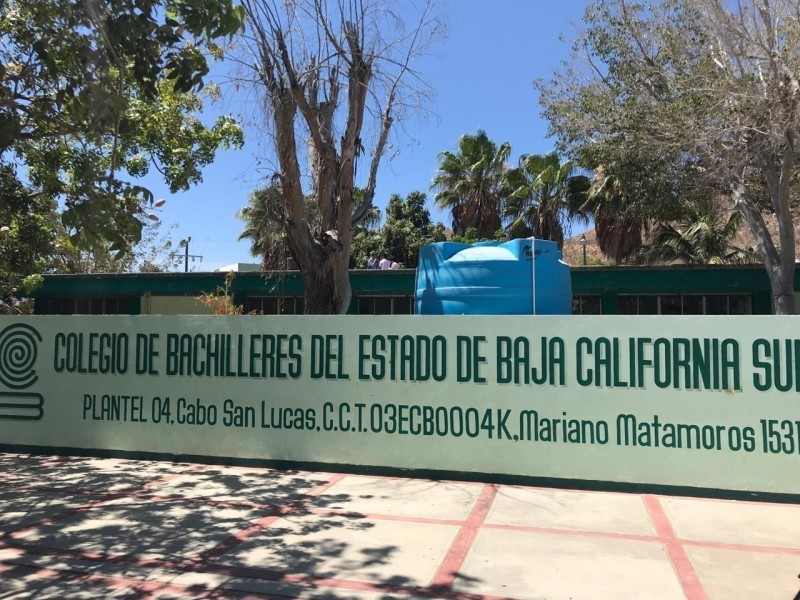 COLEGIO DE BACHILLERES DEL ESTADO DE BAJA CALIFORNIA SU
PLANTEL 04, Cabo San Lucas, C.C.T. 03ECB0004K., Mariano Matamoros 1531